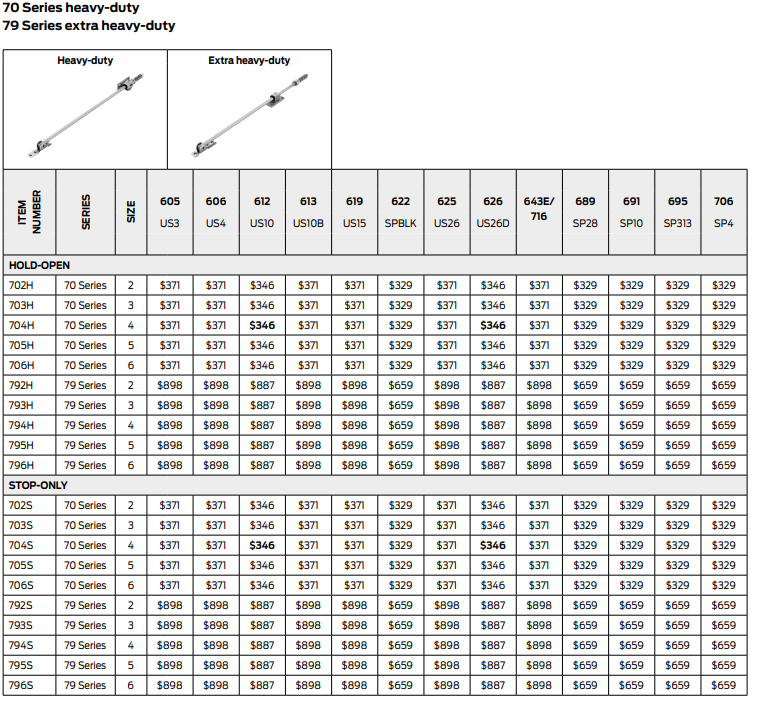 70 Series heavy-duty
79 Series extra heavy-duty
Heavy-duty Extra heavy-duty
ITEM NUMBER SERIES SIZE 605 606 612 613 619 622 625 626 643E/ 689 691 695 706
US3 US4 US10 US10B US15 SPBLK US26 US26D 716 SP28 SP10 SP313 SP4
HOLD-OPEN
702H 70 Series 2 $371 $371 $346 $371 $371 $329 $371 $346 $371 $329 $329 $329 $329
703H 70 Series 3 $371 $371 $346 $371 $371 $329 $371 $346 $371 $329 $329 $329 $329
704H 70 Series 4 $371 $371 $346 $371 $371 $329 $371 $346 $371 $329 $329 $329 $329
705H 70 Series 5 $371 $371 $346 $371 $371 $329 $371 $346 $371 $329 $329 $329 $329
706H 70 Series 6 $371 $371 $346 $371 $371 $329 $371 $346 $371 $329 $329 $329 $329
792H 79 Series 2 $898 $898 $887 $898 $898 $659 $898 $887 $898 $659 $659 $659 $659
793H 79 Series 3 $898 $898 $887 $898 $898 $659 $898 $887 $898 $659 $659 $659 $659
794H 79 Series 4 $898 $898 $887 $898 $898 $659 $898 $887 $898 $659 $659 $659 $659
795H 79 Series 5 $898 $898 $887 $898 $898 $659 $898 $887 $898 $659 $659 $659 $659
796H 79 Series 6 $898 $898 $887 $898 $898 $659 $898 $887 $898 $659 $659 $659 $659
STOP-ONLY
702S 70 Series 2 $371 $371 $346 $371 $371 $329 $371 $346 $371 $329 $329 $329 $329
703S 70 Series 3 $371 $371 $346 $371 $371 $329 $371 $346 $371 $329 $329 $329 $329
704S 70 Series 4 $371 $371 $346 $371 $371 $329 $371 $346 $371 $329 $329 $329 $329
705S 70 Series 5 $371 $371 $346 $371 $371 $329 $371 $346 $371 $329 $329 $329 $329
706S 70 Series 6 $371 $371 $346 $371 $371 $329 $371 $346 $371 $329 $329 $329 $329
792S 79 Series 2 $898 $898 $887 $898 $898 $659 $898 $887 $898 $659 $659 $659 $659
793S 79 Series 3 $898 $898 $887 $898 $898 $659 $898 $887 $898 $659 $659 $659 $659
794S 79 Series 4 $898 $898 $887 $898 $898 $659 $898 $887 $898 $659 $659 $659 $659
795S 79 Series 5 $898 $898 $887 $898 $898 $659 $898 $887 $898 $659 $659 $659 $659
796S 79 Series 6 $898 $898 $887 $898 $898 $659 $898 $887 $898 $659 $659 $659 $659